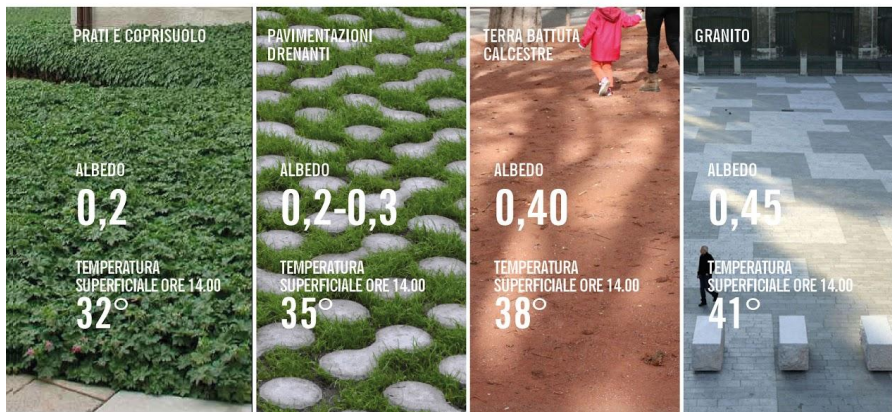 PRATI E COPRISUOLO
ALBEDO
0,2
TEMPERATURA
SUPERFICIALE ORE 14.00
32°
PAVIMENTAZIONI
DRENANTI
ALBEDO
0,2-0,3
TEMPERATURA
SUPERFICIALE ORE 14.00
35°
TERRA BATTUTA
CALCESTRE
ALBEDO
0,40
TEMPERATURA
SUPERFICIALE ORE 14.00
38°
GRANITO
ALBEDO
0,45
TEMPERATURA
SUPERFICIALE ORE 14.00
41°